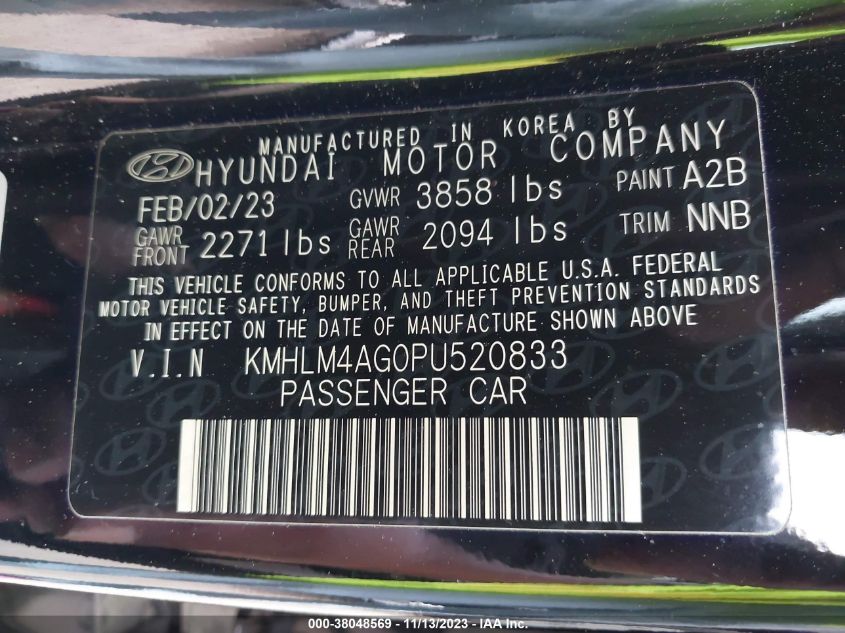 MANUFACTURED IN KOREA BY
HYUNDAI MOTOR COMPANY
FEB/02/23 GVWR 3858 lbs PAINT A2B
GAWR FRONT 2271 lbs GAWR REAR 2094 lbs TRIM NNB
THIS VEHICLE CONFORMS TO ALL APPLICABLE U.S.A. FEDERAL
MOTOR VEHICLE SAFETY, BUMPER, AND THEFT PREVENTION STANDARDS
IN EFFECT ON THE DATE OF MANUFACTURE SHOWN ABOVE
V.I.N KMHLM4AG0PU520833
PASSENGER CAR
000-38048569 - 11/13/2023 - IAA Inc.